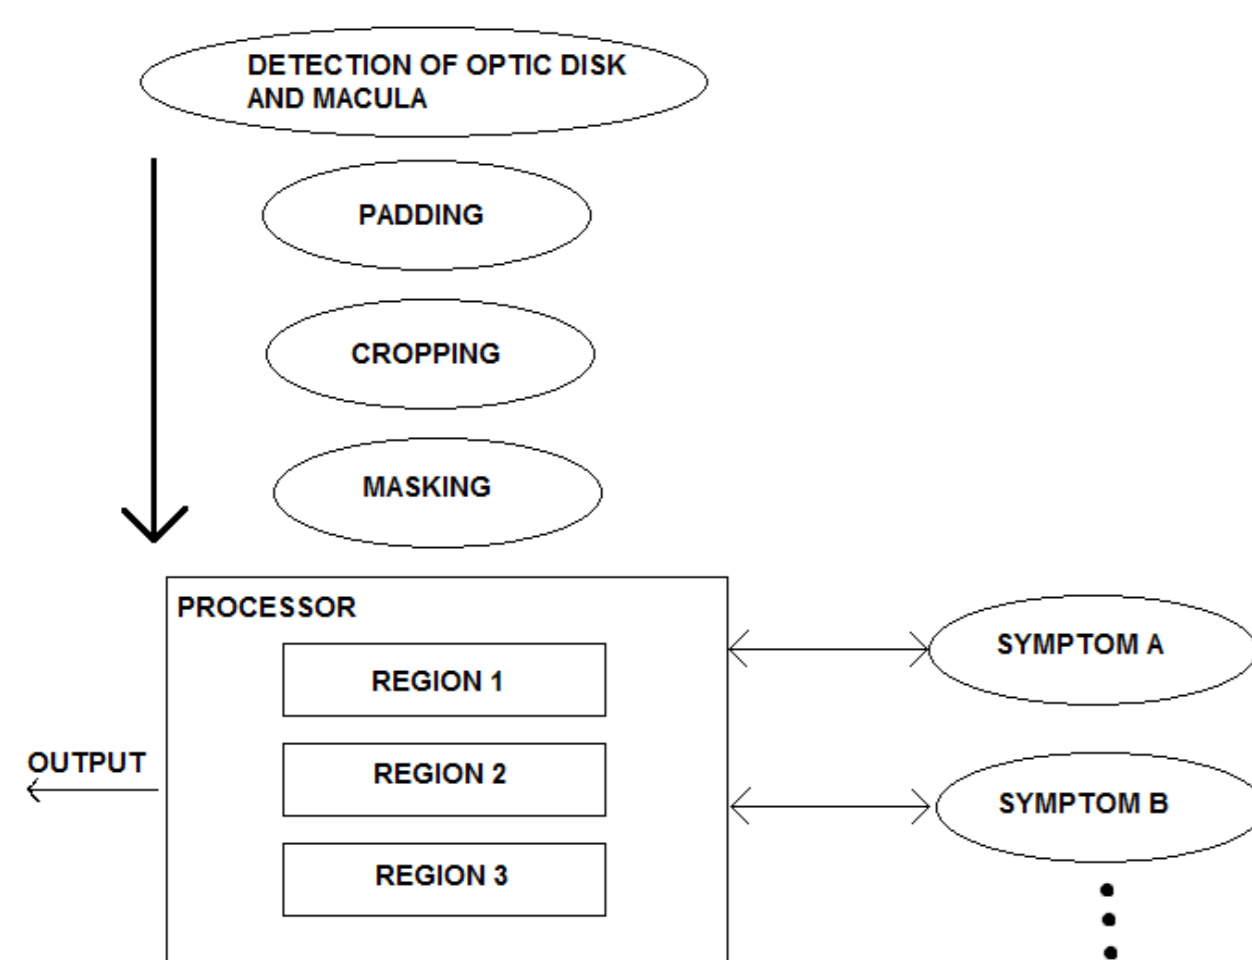 DETECTION OF OPTIC DISK
AND MACULA
PADDING
CROPPING
MASKING
PROCESSOR
REGION 1
SYMPTOM A
OUTPUT
REGION 2
SYMPTOM B
REGION 3